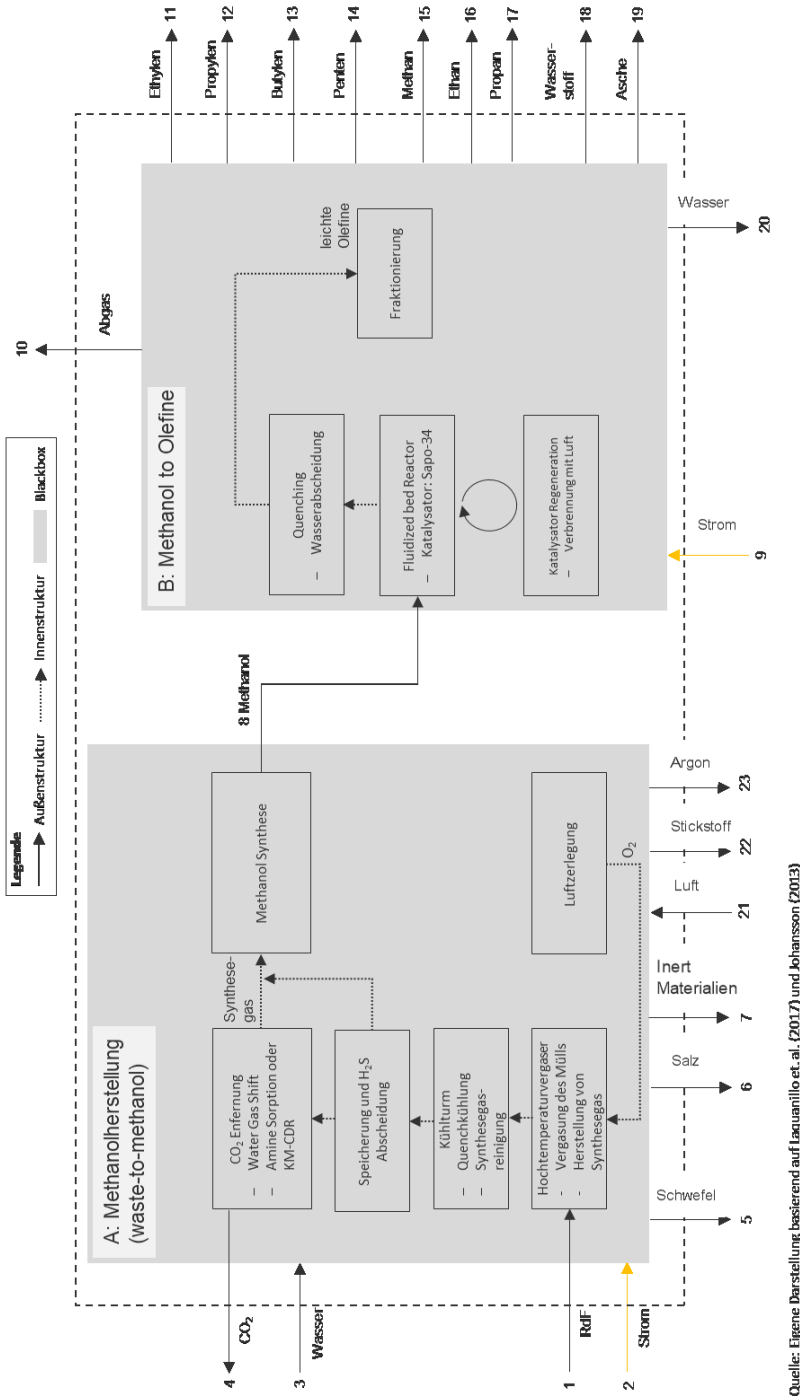 Legende
Außenstruktur
Innenstruktur
Blackbox
A: Methanolherstellung
(waste-to-methanol)
CO₂ Enfernung
– Water Gas Shift
– Amine Sorption oder
KM-CDR
Synthese-
gas
Methanol Synthese
Speicherung und H₂S
Abscheidung
Kühlturm
– Quenchkühlung
– Synthesegas-
reinigung
Hochtemperaturvergaser
- Vergasung des Mülls
- Herstellung von
Synthesegas
Luftzerlegung
O₂
4
CO₂
3
Wasser
1
RdF
2
Strom
Schwefel
5
Salz
6
Inert
Materialien
7
Luft
21
Stickstoff
22
Argon
23
8 Methanol
B: Methanol to Olefine
Quenching
– Wasserabscheidung
Fluidized bed Reactor
– Katalysator: Sapo-34
Katalysator Regeneration
– Verbrennung mit Luft
leichte
Olefine
Fraktionierung
Strom
9
Abgas
10
Ethylen
11
Propylen
12
Butylen
13
Penten
14
Methan
15
Ethan
16
Propan
17
Wasser-
stoff
18
Asche
19
Wasser
20
Quelle: Eigene Darstellung basierend auf Iaquanillo et. al. (2017) und Johansson (2013)